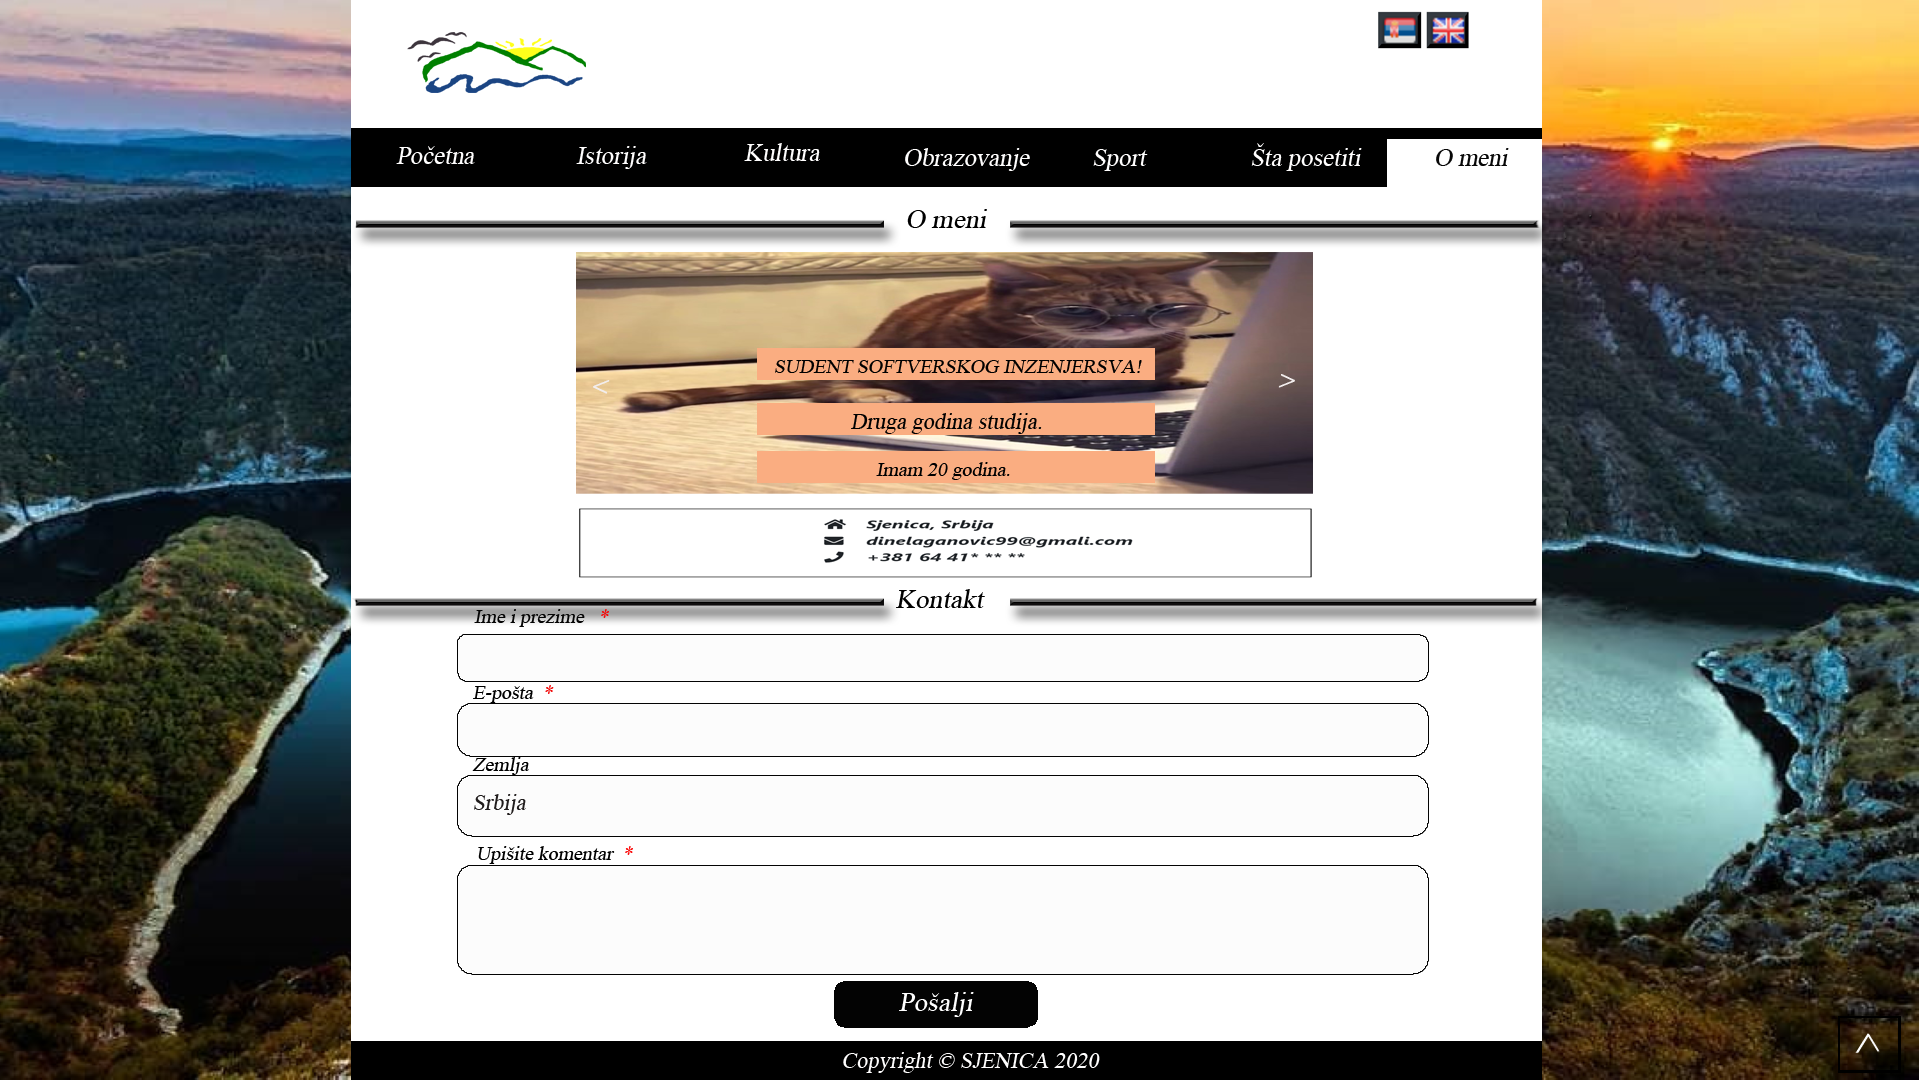 Početna Istorija Kultura Obrazovanje Sport Šta posetiti O meni
O meni
SUDENT SOFTVERSKOG INZENJERSVA!
< >
Druga godina studija.
Imam 20 godina.
Sjenica, Srbija
dinelaganovic99@gmali.com
+381 64 41* ** **
Kontakt
Ime i prezime *
E-pošta *
Zemlja
Srbija
Upišite komentar *
Pošalji
Copyright © SJENICA 2020